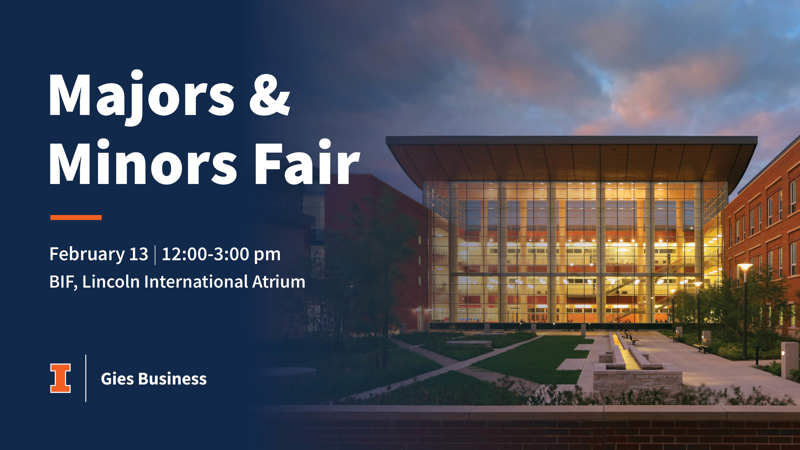 Majors &
Minors Fair
February 13 | 12:00-3:00 pm
BIF, Lincoln International Atrium
I | Gies Business